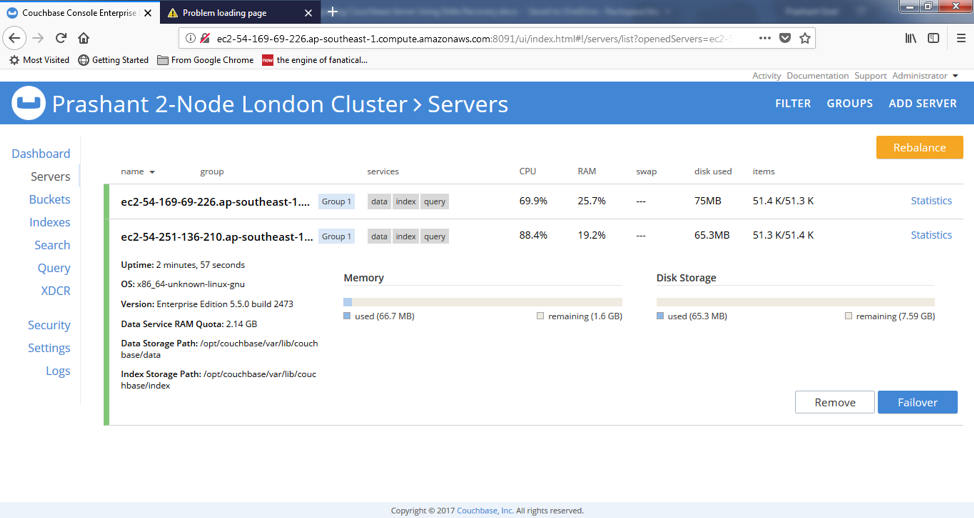 Couchbase Console Enterprise
Problem loading page
ec2-54-169-69-226.ap-southeast-1.compute.amazonaws.com:8091/ui/index.html#!/servers/list?openedServers=ec2-5
Most Visited Getting Started From Google Chrome now the engine of fanatical...
Activity Documentation Support Administrator
Prashant 2-Node London Cluster > Servers
FILTER GROUPS ADD SERVER
Rebalance
Dashboard
Servers
Buckets
Indexes
Search
Query
XDCR
Security
Settings
Logs
name group services CPU RAM swap disk used items
ec2-54-169-69-226.ap-southeast-1.... Group 1 data index query 69.9% 25.7% --- 75MB 51.4 K/51.3 K Statistics
ec2-54-251-136-210.ap-southeast-1... Group 1 data index query 88.4% 19.2% --- 65.3MB 51.3 K/51.4 K Statistics
Uptime: 2 minutes, 57 seconds
OS: x86_64-unknown-linux-gnu
Version: Enterprise Edition 5.5.0 build 2473
Data Service RAM Quota: 2.14 GB
Data Storage Path: /opt/couchbase/var/lib/couch
base/data
Index Storage Path: /opt/couchbase/var/lib/couc
hbase/index
Memory
used (66.7 MB) remaining (1.6 GB)
Disk Storage
used (65.3 MB) remaining (7.59 GB)
Remove Failover
Copyright © 2017 Couchbase, Inc. All rights reserved.